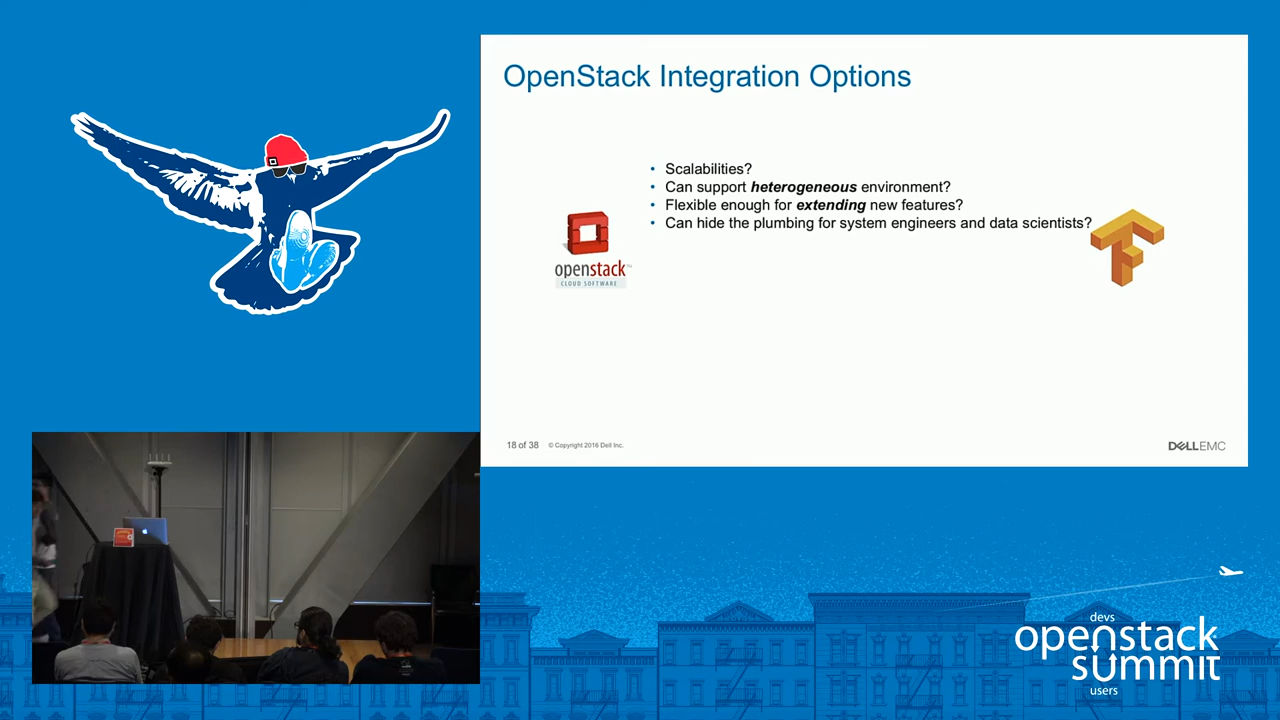 OpenStack Integration Options
• Scalabilities?
• Can support heterogeneous environment?
• Flexible enough for extending new features?
• Can hide the plumbing for system engineers and data scientists?
openstack™
CLOUD SOFTWARE
18 of 38 © Copyright 2016 Dell Inc.
DELLEMC
devs
openstack
summit
users